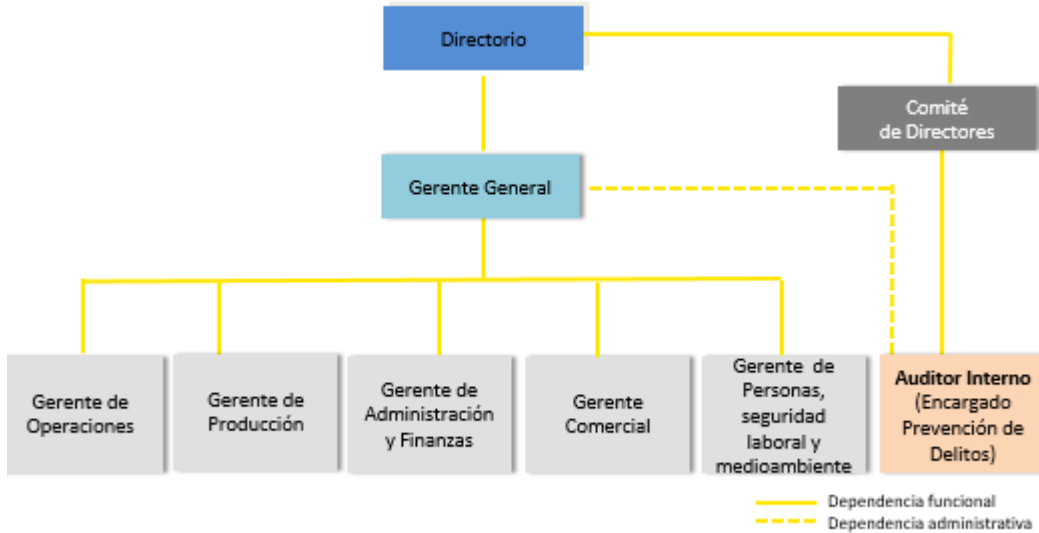 Directorio
Comité
de Directores
Gerente General
Gerente de
Operaciones
Gerente de
Producción
Gerente de
Administración
y Finanzas
Gerente
Comercial
Gerente de
Personas,
seguridad
laboral y
medioambiente
Auditor Interno
(Encargado
Prevención de
Delitos)
Dependencia funcional
Dependencia administrativa